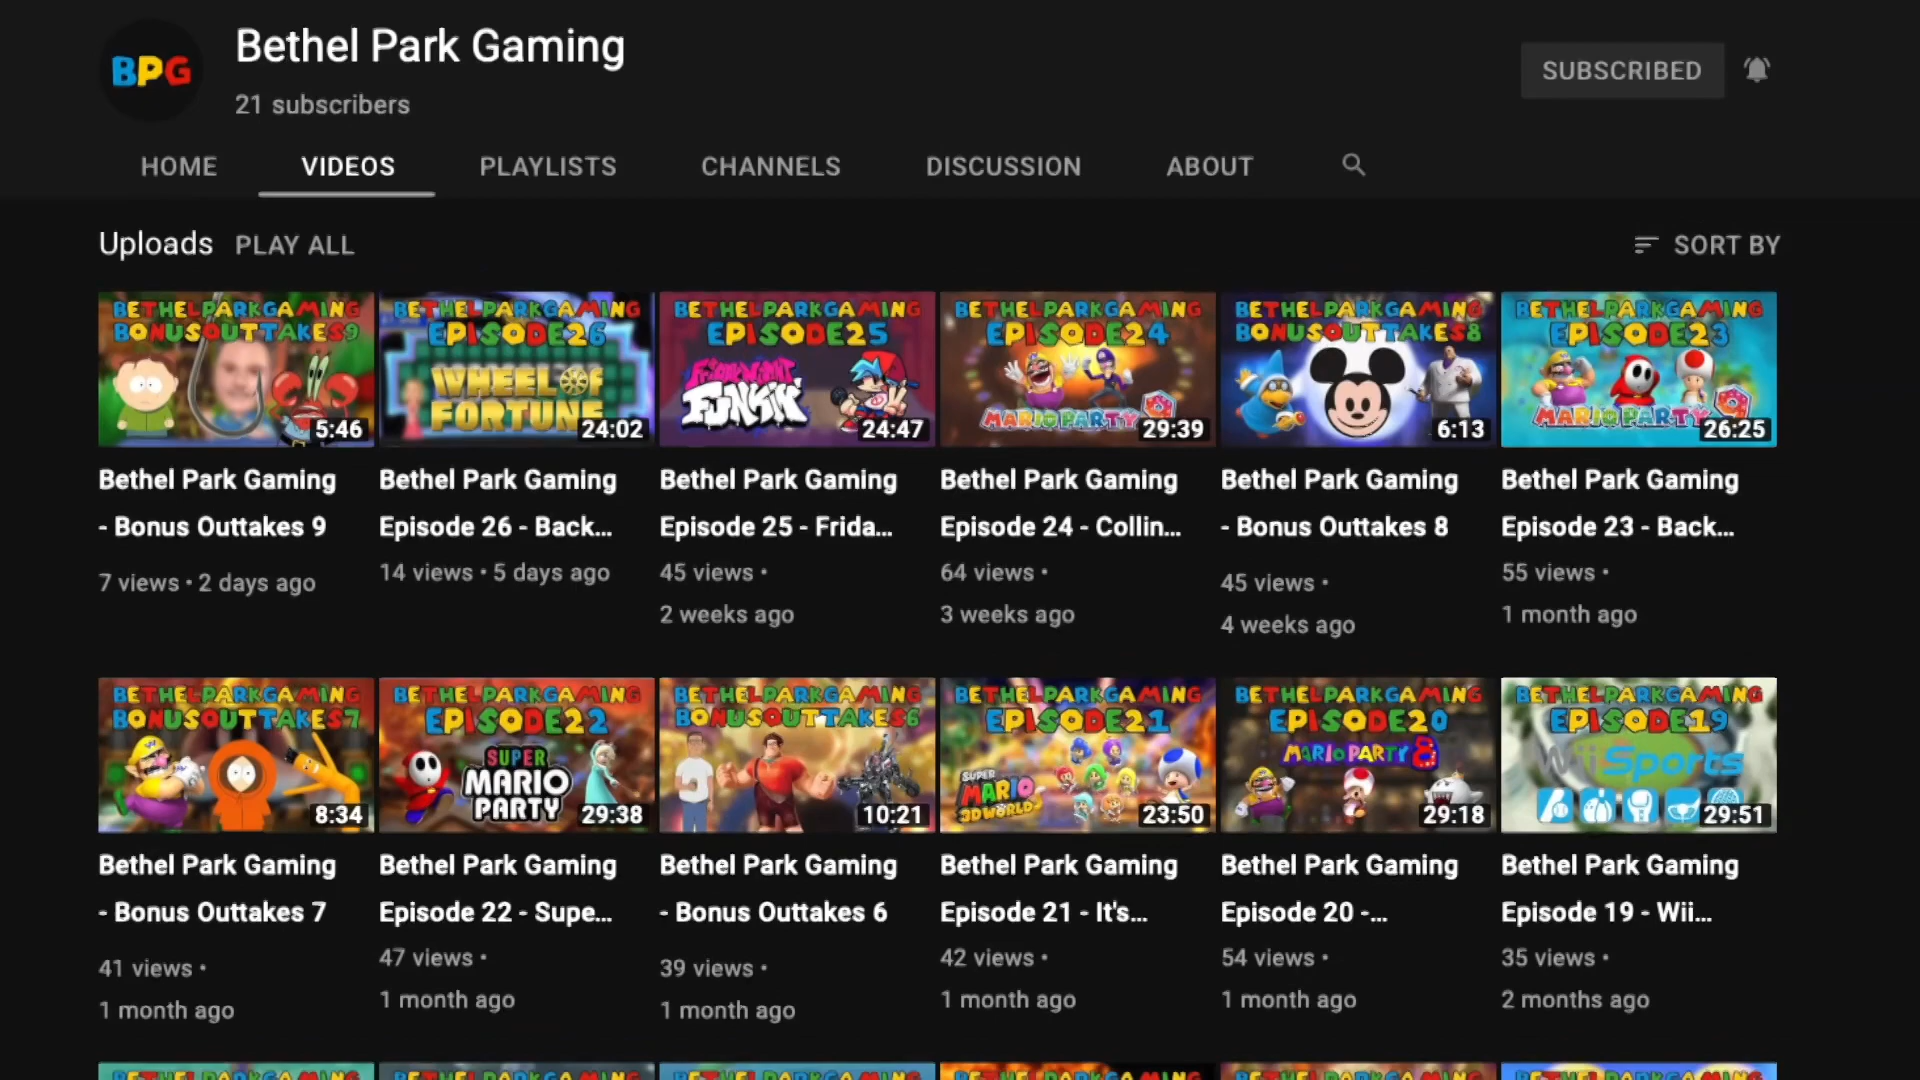 BPG
Bethel Park Gaming
21 subscribers
SUBSCRIBED
HOME VIDEOS PLAYLISTS CHANNELS DISCUSSION ABOUT
Uploads PLAY ALL
SORT BY
BETHELPARKGAMING
BONUSOUTTAKES9
5:46
BETHELPARKGAMING
EPISODE26
WHEEL OF
FORTUNE
24:02
BETHELPARKGAMING
EPISODE25
FRIDAY NIGHT
FUNKIN'
24:47
BETHELPARKGAMING
EPISODE24
MARIO PARTY 9
29:39
BETHELPARKGAMING
BONUSOUTTAKES8
6:13
BETHELPARKGAMING
EPISODE23
MARIO PARTY 9
26:25
Bethel Park Gaming
- Bonus Outtakes 9
7 views • 2 days ago
Bethel Park Gaming
Episode 26 - Back...
14 views • 5 days ago
Bethel Park Gaming
Episode 25 - Frida...
45 views •
2 weeks ago
Bethel Park Gaming
Episode 24 - Collin...
64 views •
3 weeks ago
Bethel Park Gaming
- Bonus Outtakes 8
45 views •
4 weeks ago
Bethel Park Gaming
Episode 23 - Back...
55 views •
1 month ago
BETHELPARKGAMING
BONUSOUTTAKES7
8:34
BETHELPARKGAMING
EPISODE22
SUPER
MARIO
PARTY
29:38
BETHELPARKGAMING
BONUSOUTTAKES6
10:21
BETHELPARKGAMING
EPISODE21
SUPER
MARIO
3D WORLD
23:50
BETHELPARKGAMING
EPISODE20
MARIO PARTY 8
29:18
BETHELPARKGAMING
EPISODE19
Wii Sports
29:51
Bethel Park Gaming
- Bonus Outtakes 7
41 views •
1 month ago
Bethel Park Gaming
Episode 22 - Supe...
47 views •
1 month ago
Bethel Park Gaming
- Bonus Outtakes 6
39 views •
1 month ago
Bethel Park Gaming
Episode 21 - It's...
42 views •
1 month ago
Bethel Park Gaming
Episode 20 -...
54 views •
1 month ago
Bethel Park Gaming
Episode 19 - Wii...
35 views •
2 months ago
BETHELPARKGAMING
BETHELPARKGAMING
BETHELPARKGAMING
BETHELPARKGAMING
BETHELPARKGAMING
BETHELPARKGAMING